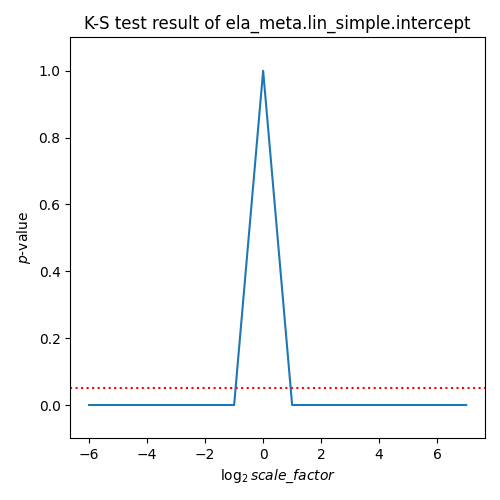 K-S test result of ela_meta.lin_simple.intercept
1.0
0.8
0.6
0.4
0.2
0.0
p-value
−6 −4 −2 0 2 4 6
log₂ scale_factor